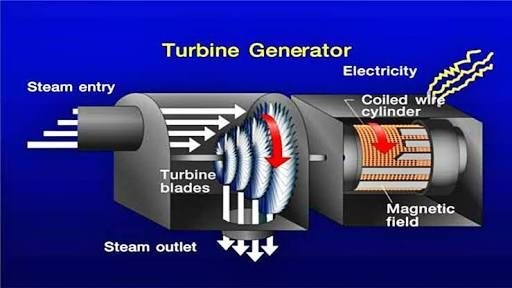 Turbine Generator
Electricity
Steam entry
Coiled wire
cylinder
Turbine
blades
Magnetic
field
Steam outlet